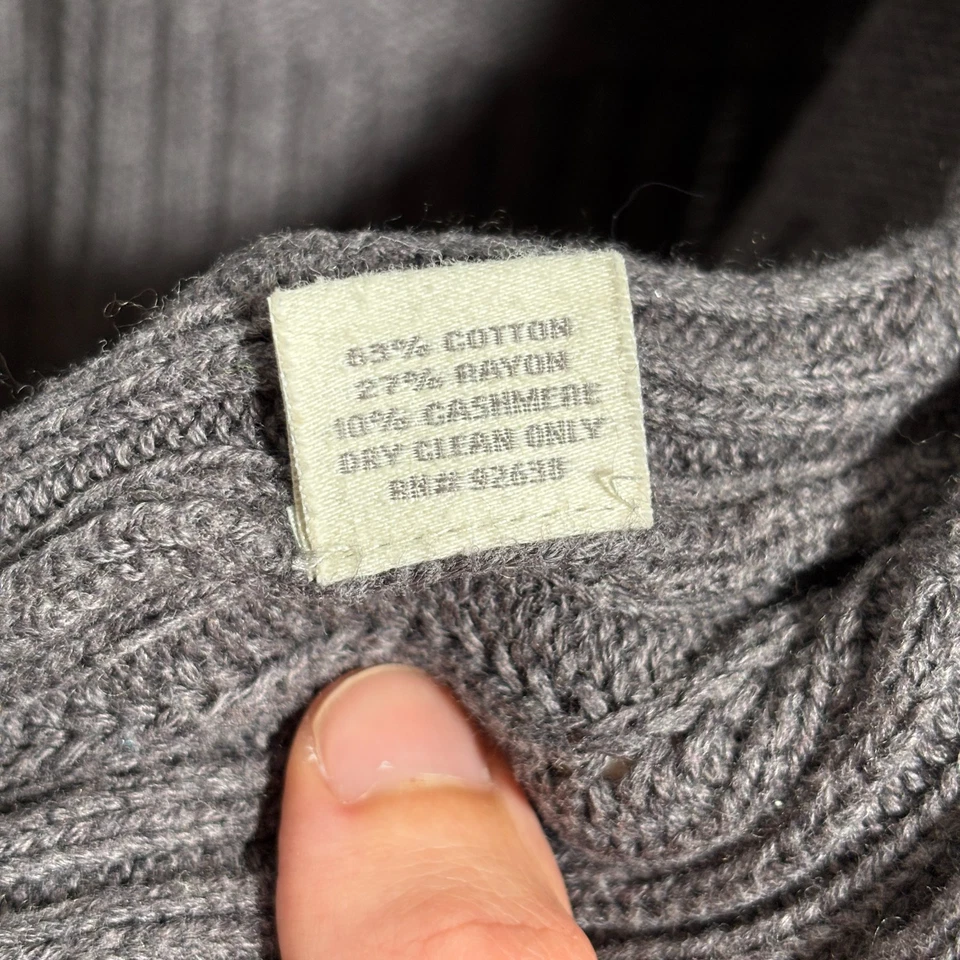 63% COTTON
27% RAYON
10% CASHMERE
DRY CLEAN ONLY
RN#